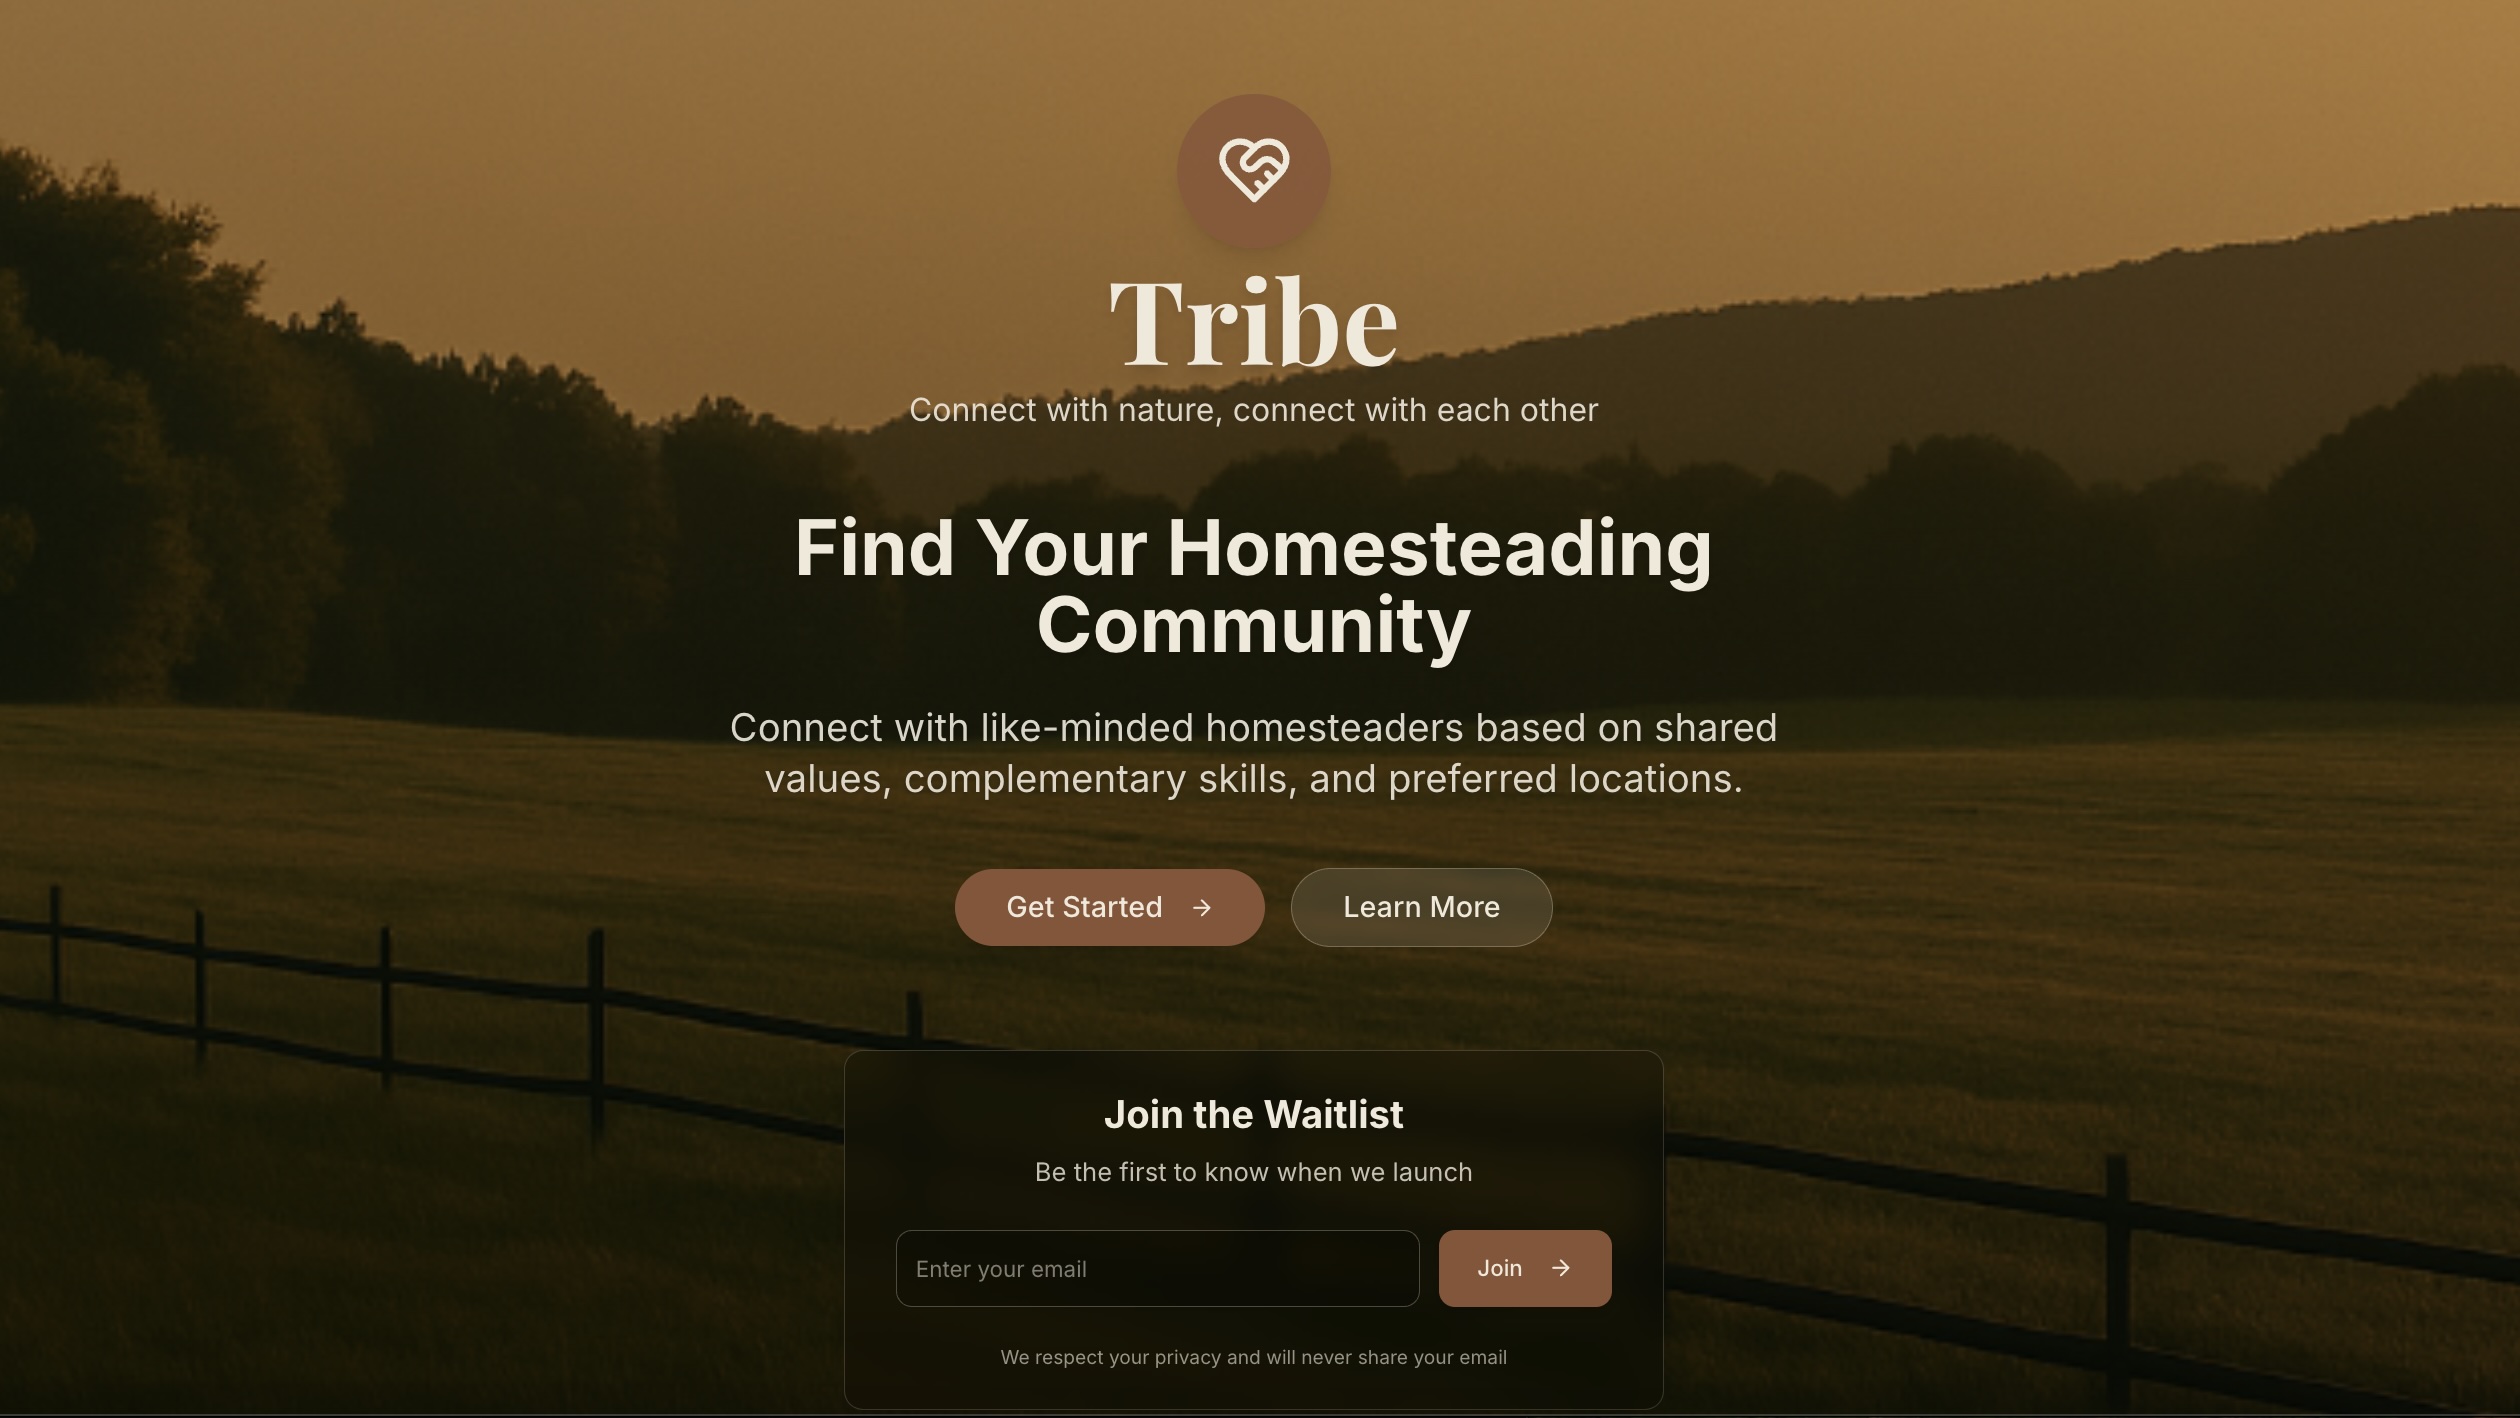 Tribe
Connect with nature, connect with each other
Find Your Homesteading
Community
Connect with like-minded homesteaders based on shared
values, complementary skills, and preferred locations.
Get Started
Learn More
Join the Waitlist
Be the first to know when we launch
Enter your email
Join
We respect your privacy and will never share your email